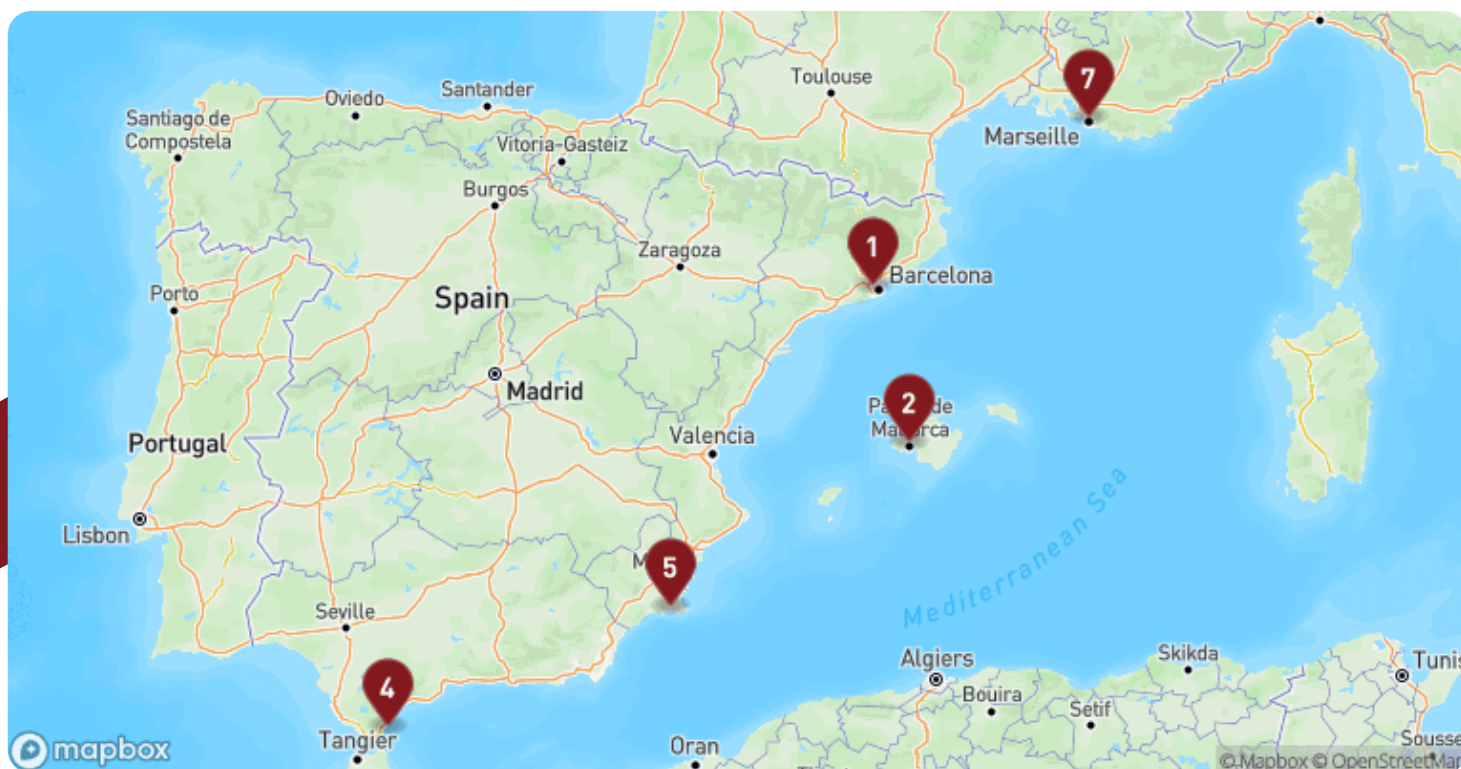 Toulouse
7
Marseille
Oviedo
Santander
Santiago de
Compostela
Vitoria-Gasteiz
Burgos
1
Zaragoza
Barcelona
Porto
Spain
Madrid
2
Mallorca
Portugal
Valencia
Lisbon
Mediterranean Sea
5
Seville
4
Algiers
Skikda
Tunis
Bouira
Setif
Tangier
Oran
mapbox
© Mapbox © OpenStreetMap